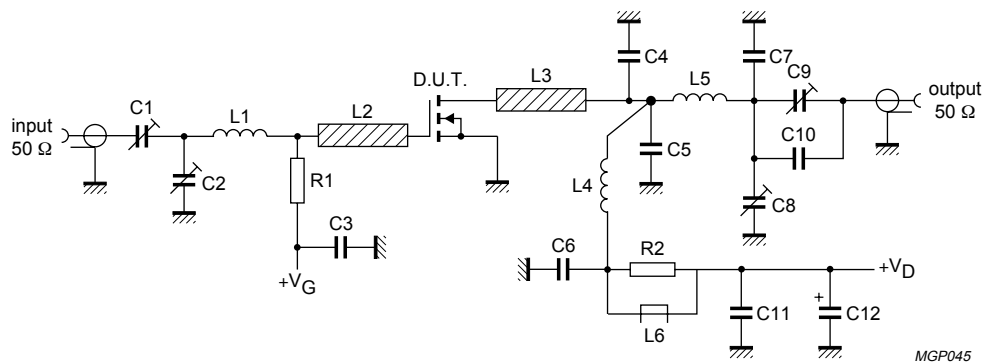 C4
C7
L3
D.U.T.
L5
C9
C1
L2
output
50 Ω
input
50 Ω
L1
C10
C5
C2
R1
L4
C8
C3
C6
R2
+VG
+VD
+
C11
C12
L6
MGP045